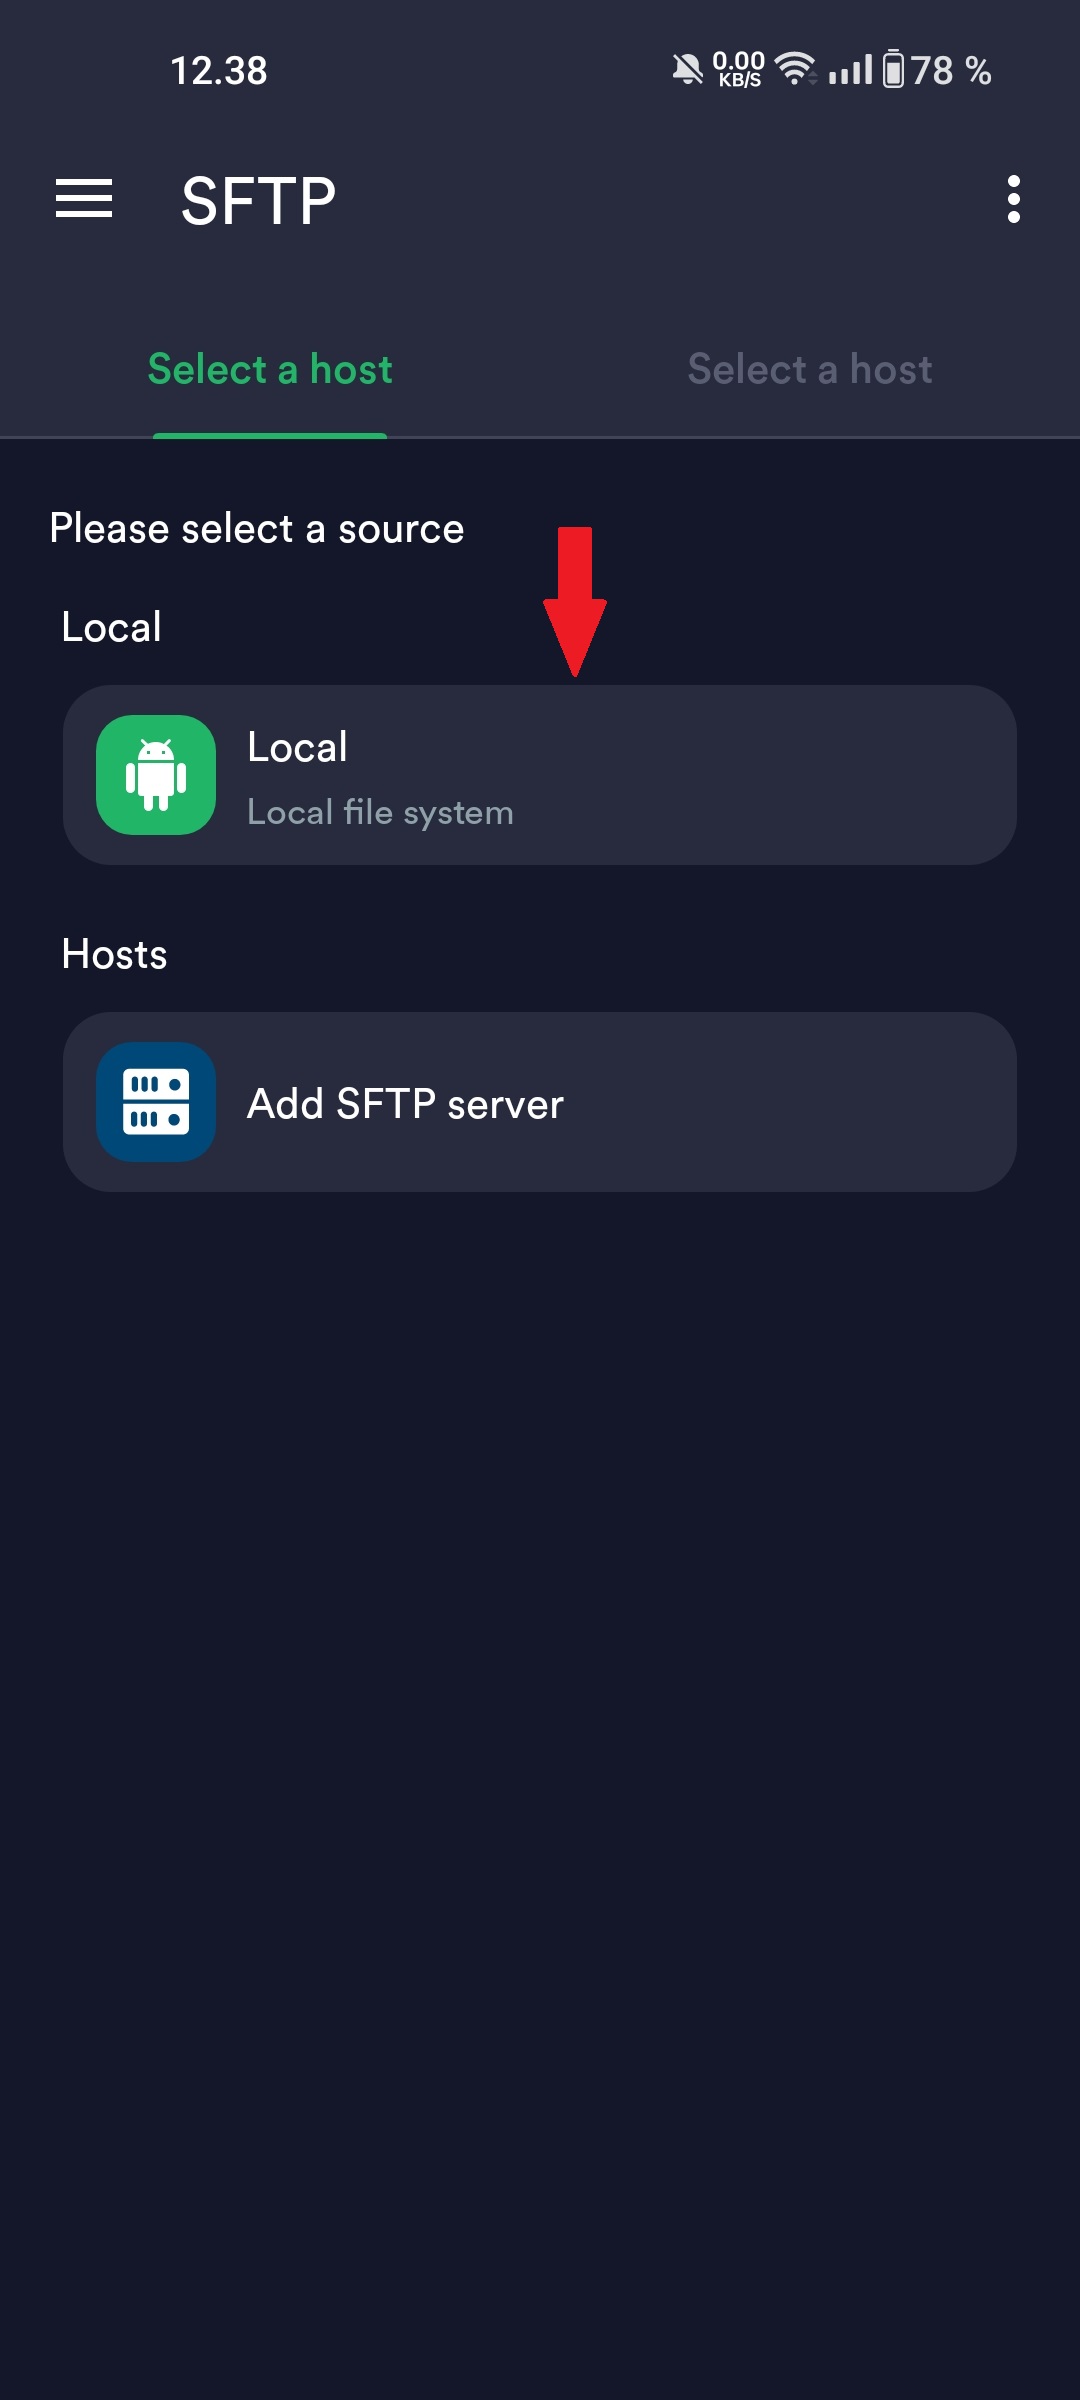 12.38
0.00
KB/S
78 %
SFTP
Select a host
Select a host
Please select a source
Local
Local
Local file system
Hosts
Add SFTP server